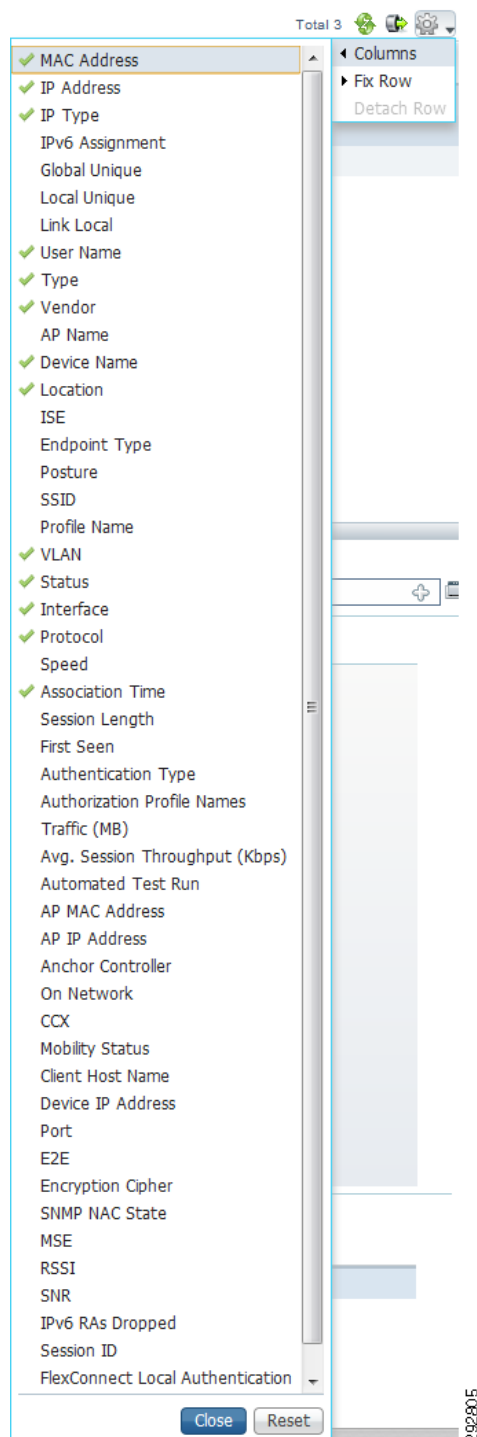 Total 3
Columns
Fix Row
Detach Row
MAC Address
IP Address
IP Type
IPv6 Assignment
Global Unique
Local Unique
Link Local
User Name
Type
Vendor
AP Name
Device Name
Location
ISE
Endpoint Type
Posture
SSID
Profile Name
VLAN
Status
Interface
Protocol
Speed
Association Time
Session Length
First Seen
Authentication Type
Authorization Profile Names
Traffic (MB)
Avg. Session Throughput (Kbps)
Automated Test Run
AP MAC Address
AP IP Address
Anchor Controller
On Network
CCX
Mobility Status
Client Host Name
Device IP Address
Port
E2E
Encryption Cipher
SNMP NAC State
MSE
RSSI
SNR
IPv6 RAs Dropped
Session ID
FlexConnect Local Authentication
Close Reset
292805